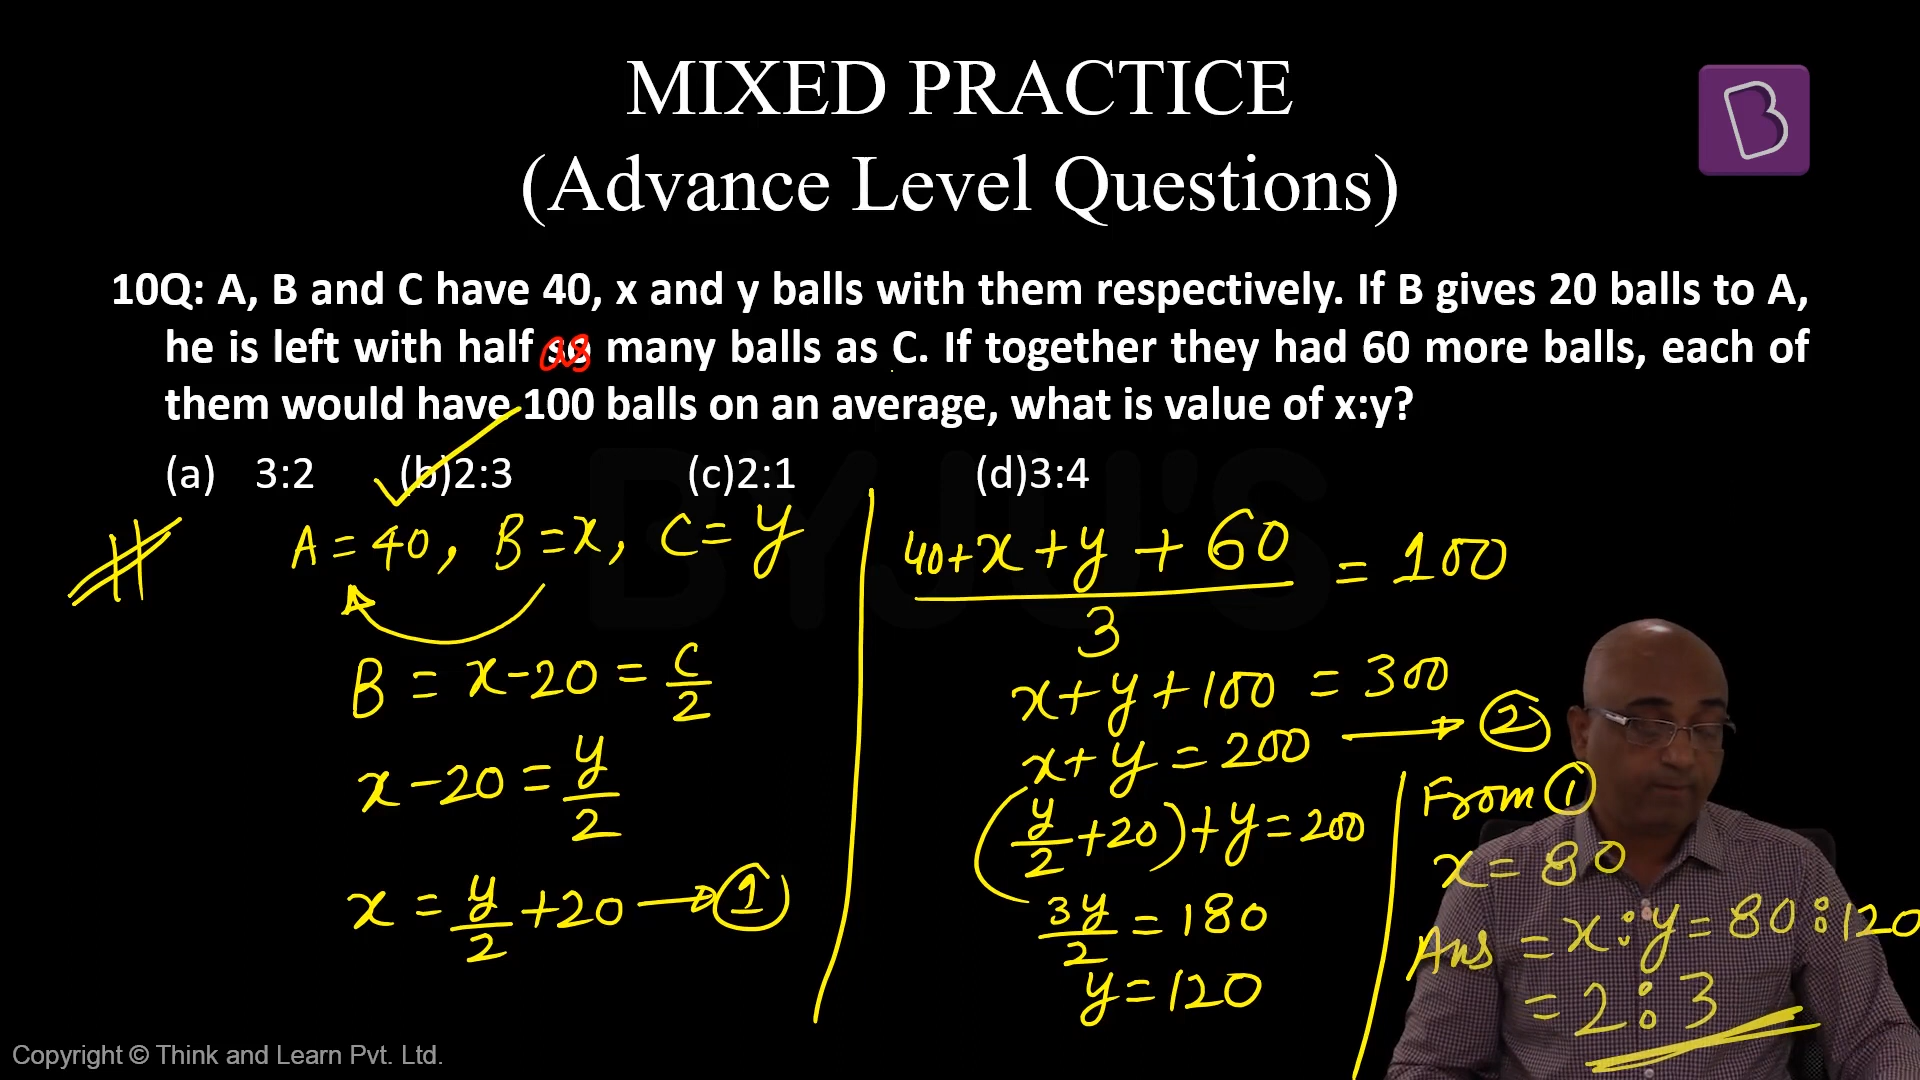 MIXED PRACTICE
(Advance Level Questions)
10Q: A, B and C have 40, x and y balls with them respectively. If B gives 20 balls to A,
he is left with half as many balls as C. If together they had 60 more balls, each of
them would have 100 balls on an average, what is value of x:y?
(a) 3:2 (b)2:3 (c)2:1 (d)3:4
A = 40, B = x, C = y
B = x-20 = C/2
x-20 = y/2
x = y/2 +20 → 1
40+x+y+60 / 3 = 100
x+y+100 = 300
x+y = 200 → 2
(y/2 +20)+y=200
3y/2 = 180
y=120
From 1
x = 80
Ans = x:y = 80:120
= 2:3
BYJU'S
Copyright © Think and Learn Pvt. Ltd.